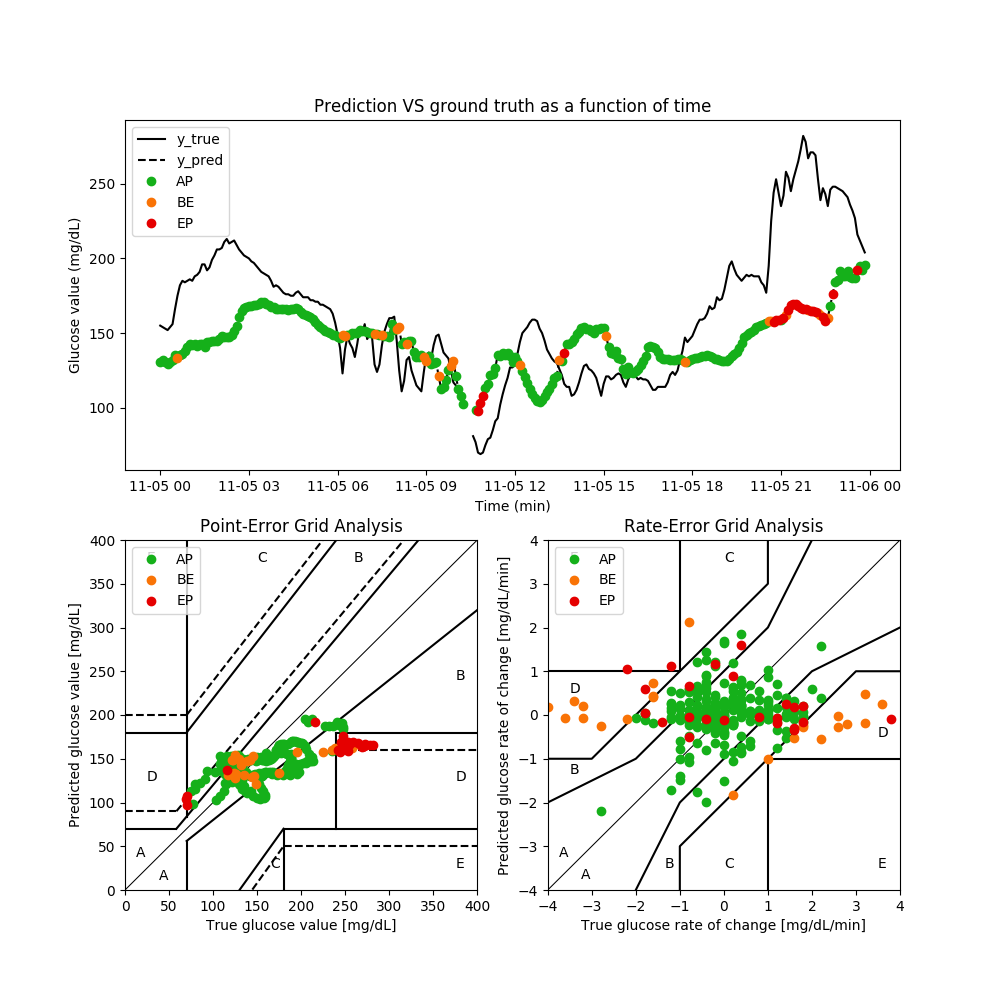 Prediction VS ground truth as a function of time
Glucose value (mg/dL)
250
200
150
100
y_true
y_pred
AP
BE
EP
11-05 00 11-05 03 11-05 06 11-05 09 11-05 12 11-05 15 11-05 18 11-05 21 11-06 00
Time (min)
Point-Error Grid Analysis
Predicted glucose value [mg/dL]
400
350
300
250
200
150
100
50
0
AP
BE
EP
C
B
B
D
D
A
A
C
E
0 50 100 150 200 250 300 350 400
True glucose value [mg/dL]
Rate-Error Grid Analysis
Predicted glucose rate of change [mg/dL/min]
4
3
2
1
0
−1
−2
−3
−4
AP
BE
EP
C
D
D
B
A
A
B
C
E
−4 −3 −2 −1 0 1 2 3 4
True glucose rate of change [mg/dL/min]